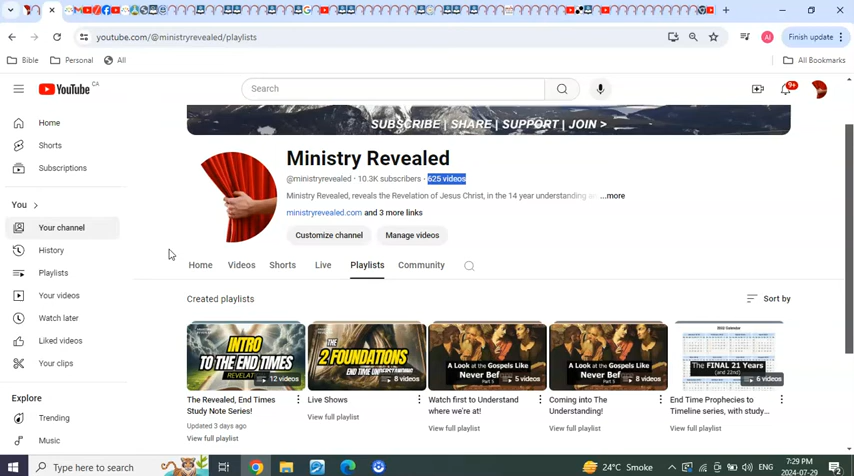 Finish update
youtube.com/@ministryrevealed/playlists
AI
Bible
Personal
All
All Bookmarks
YouTube CA
Search
9+
SUBSCRIBE | SHARE | SUPPORT | JOIN >
Home
Shorts
Subscriptions
You
Your channel
History
Playlists
Your videos
Watch later
Liked videos
Your clips
Explore
Trending
Music
Ministry Revealed
@ministryrevealed · 10.3K subscribers · 625 videos
Ministry Revealed, reveals the Revelation of Jesus Christ, in the 14 year understanding ...more
ministryrevealed.com and 3 more links
Customize channel
Manage videos
Home Videos Shorts Live Playlists Community
Created playlists
Sort by
INTRO
TO THE END TIMES
12 videos
The Revealed, End Times
Study Note Series!
Updated 3 days ago
View full playlist
THE
2 FOUNDATIONS
8 videos
Live Shows
View full playlist
A Look at the Gospels Like
Never Bef
Part 5
5 videos
Watch first to Understand
where we're at!
View full playlist
A Look at the Gospels Like
Never Bef
Part 5
8 videos
Coming into The
Understanding!
View full playlist
The FINAL 21 Years
(and 22nd)
6 videos
End Time Prophecies to
Timeline series, with study...
View full playlist
Type here to search
24°C Smoke
ENG
7:29 PM
2024-07-29